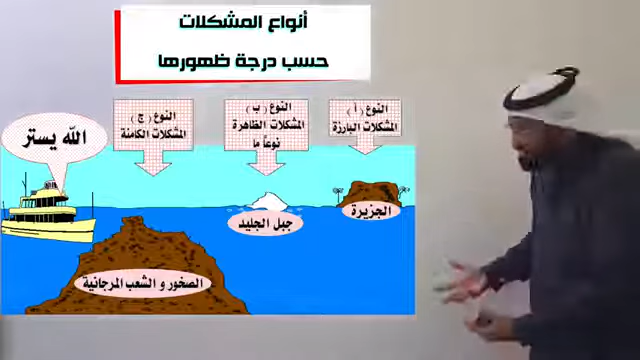 أنواع المشكلات
حسب درجة ظهورها
النوع (أ)
المشكلات البارزة
النوع (ب)
المشكلات الظاهرة
نوعاً ما
النوع (ج)
المشكلات الكامنة
الله يستر
الجزيرة
جبل الجليد
الصخور و الشعب المرجانية